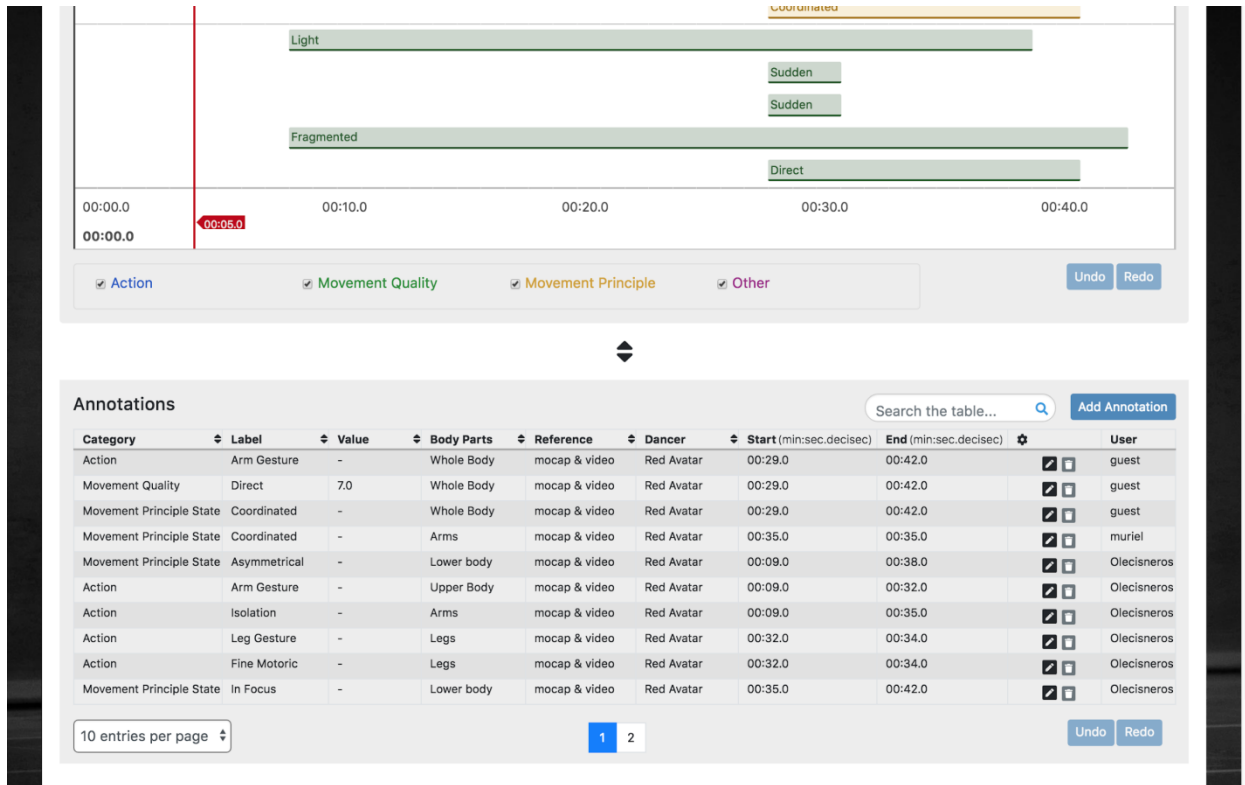 Coordinated
Light
Sudden
Sudden
Fragmented
Direct
00:00.0 00:10.0 00:20.0 00:30.0 00:40.0
00:05.0
00:00.0
Action Movement Quality Movement Principle Other Undo Redo
Annotations Search the table... Add Annotation
Category Label Value Body Parts Reference Dancer Start (min:sec.decisec) End (min:sec.decisec) User
Action Arm Gesture - Whole Body mocap & video Red Avatar 00:29.0 00:42.0 guest
Movement Quality Direct 7.0 Whole Body mocap & video Red Avatar 00:29.0 00:42.0 guest
Movement Principle State Coordinated - Whole Body mocap & video Red Avatar 00:29.0 00:42.0 guest
Movement Principle State Coordinated - Arms mocap & video Red Avatar 00:35.0 00:35.0 muriel
Movement Principle State Asymmetrical - Lower body mocap & video Red Avatar 00:09.0 00:38.0 Olecisneros
Action Arm Gesture - Upper Body mocap & video Red Avatar 00:09.0 00:32.0 Olecisneros
Action Isolation - Arms mocap & video Red Avatar 00:09.0 00:35.0 Olecisneros
Action Leg Gesture - Legs mocap & video Red Avatar 00:32.0 00:34.0 Olecisneros
Action Fine Motoric - Legs mocap & video Red Avatar 00:32.0 00:34.0 Olecisneros
Movement Principle State In Focus - Lower body mocap & video Red Avatar 00:35.0 00:42.0 Olecisneros
10 entries per page 1 2 Undo Redo